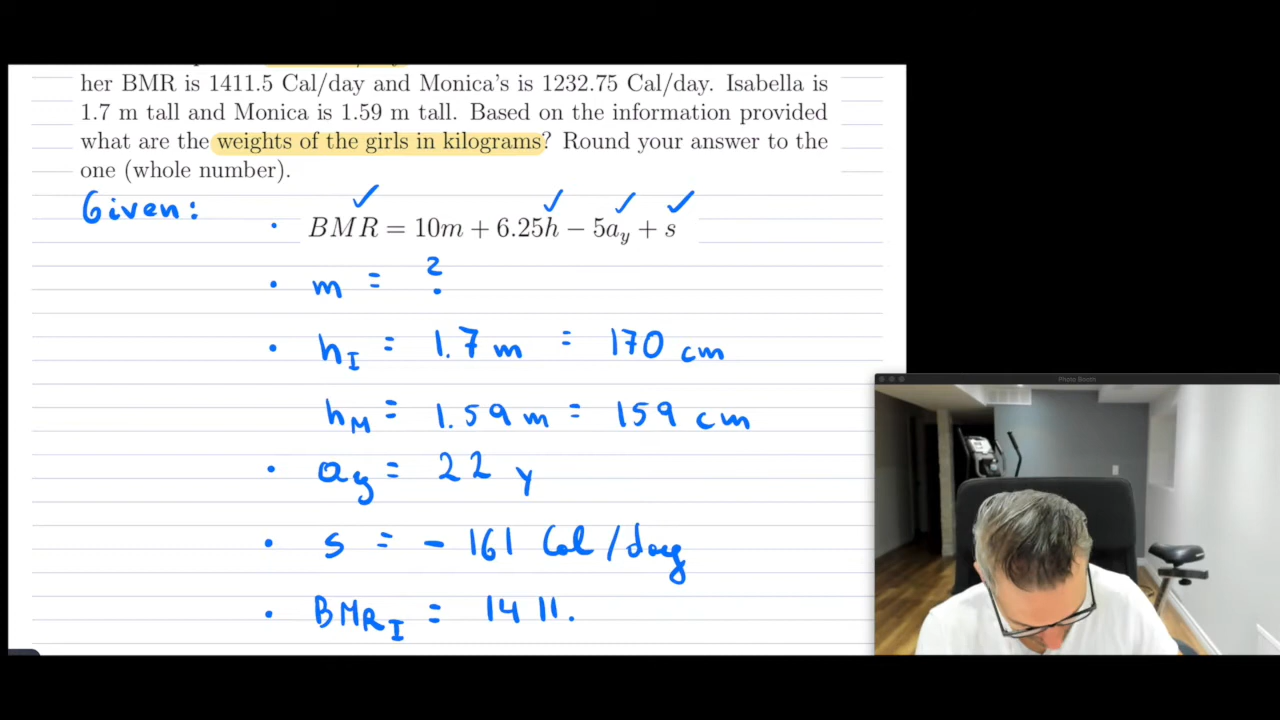 her BMR is 1411.5 Cal/day and Monica's is 1232.75 Cal/day. Isabella is
1.7 m tall and Monica is 1.59 m tall. Based on the information provided
what are the weights of the girls in kilograms? Round your answer to the
one (whole number).
Given:
• BMR = 10m + 6.25h − 5a_y + s
• m = ?
• h_I = 1.7 m = 170 cm
h_M = 1.59 m = 159 cm
• a_y = 22 y
• s = - 161 Cal/day
• BMR_I = 1411.
Photo Booth